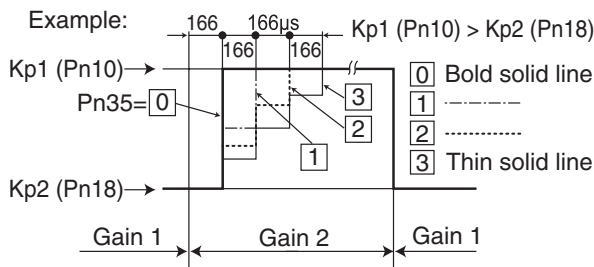 Example:
166 166µs
166 166
Kp1 (Pn10) > Kp2 (Pn18)
Kp1 (Pn10)
Pn35= 0
3
2
1
0 Bold solid line
1
2
3 Thin solid line
Kp2 (Pn18)
Gain 1 Gain 2 Gain 1